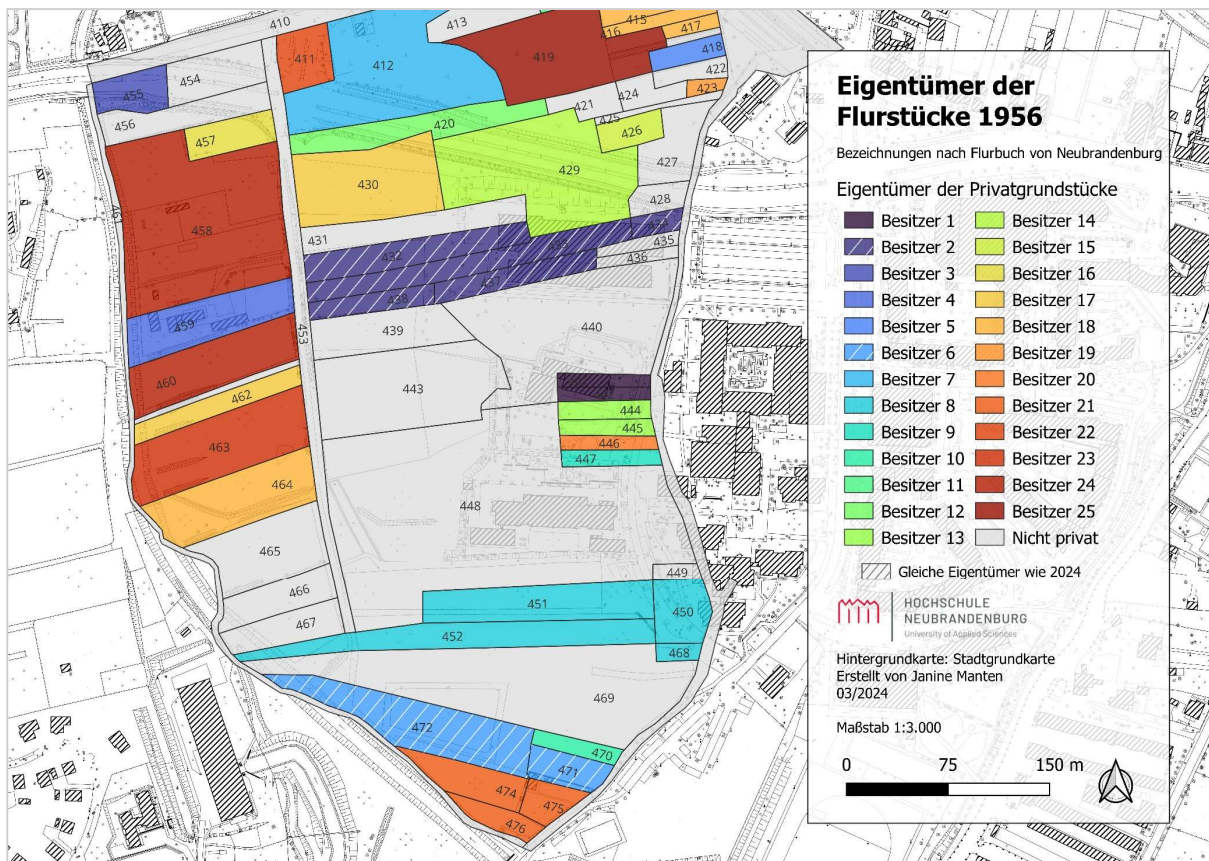 Eigentümer der
Flurstücke 1956
Bezeichnungen nach Flurbuch von Neubrandenburg
Eigentümer der Privatgrundstücke
Besitzer 1
Besitzer 2
Besitzer 3
Besitzer 4
Besitzer 5
Besitzer 6
Besitzer 7
Besitzer 8
Besitzer 9
Besitzer 10
Besitzer 11
Besitzer 12
Besitzer 13
Besitzer 14
Besitzer 15
Besitzer 16
Besitzer 17
Besitzer 18
Besitzer 19
Besitzer 20
Besitzer 21
Besitzer 22
Besitzer 23
Besitzer 24
Besitzer 25
Nicht privat
Gleiche Eigentümer wie 2024
HOCHSCHULE
NEUBRANDENBURG
University of Applied Sciences
Hintergrundkarte: Stadtgrundkarte
Erstellt von Janine Manten
03/2024
Maßstab 1:3.000
0 75 150 m
410
413
415
416
417
411
412
419
418
422
454
455
423
424
421
456
420
425
426
457
429
427
430
428
461
458
431
435
432
436
437
438
459
453
439
440
460
443
462
444
445
463
446
447
464
448
465
449
466
451
450
467
452
468
469
472
470
471
474
475
476